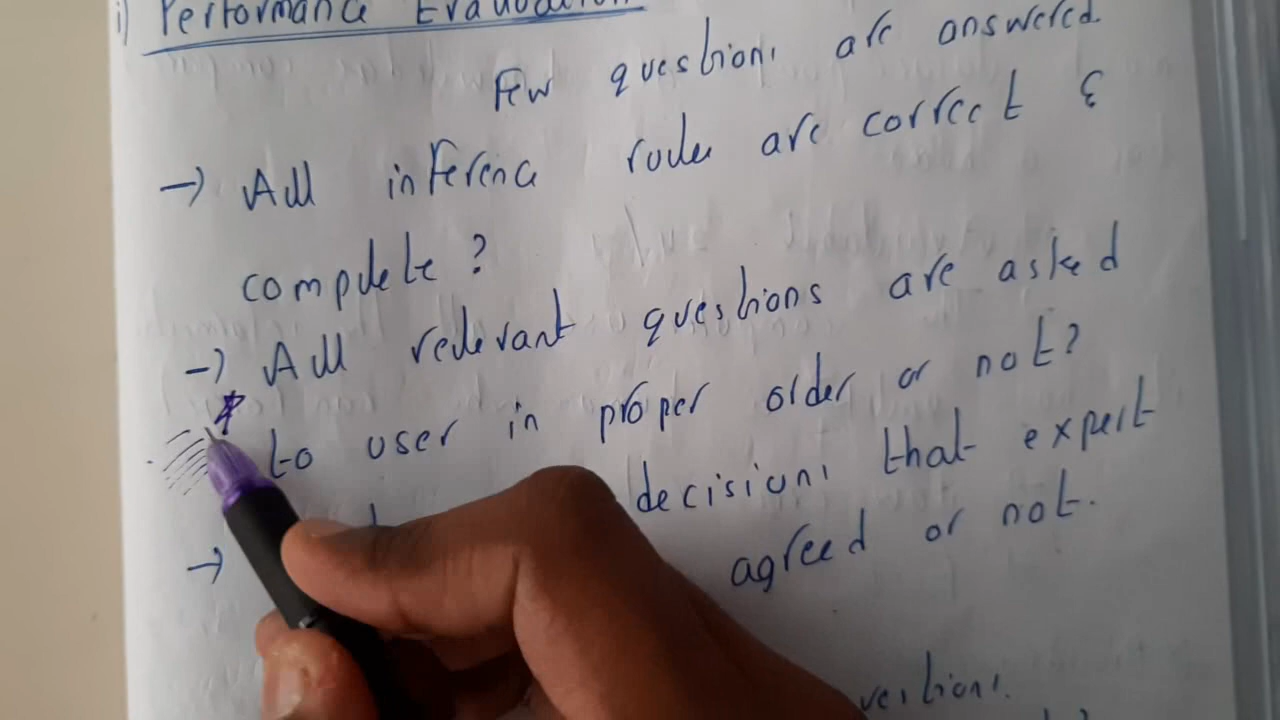 i) Performance Evaluation
Few questions are answered.
→ All inference rules are correct &
complete?
→ All relevant questions are asked
to user in proper order or not?
→ decisions that expert
agreed or not.